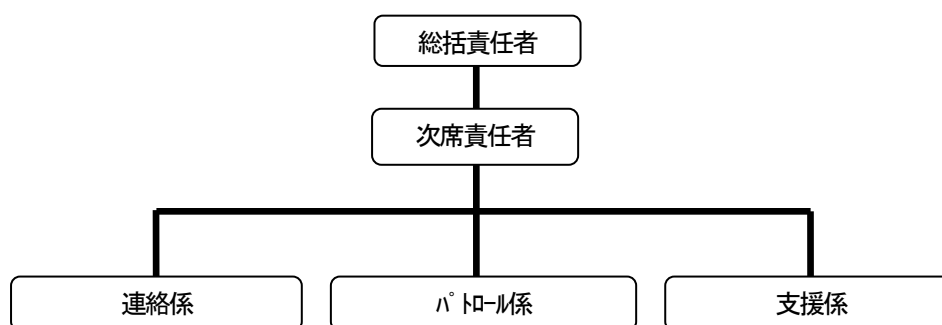 総括責任者
次席責任者
連絡係
ﾊﾟﾄﾛｰﾙ係
支援係